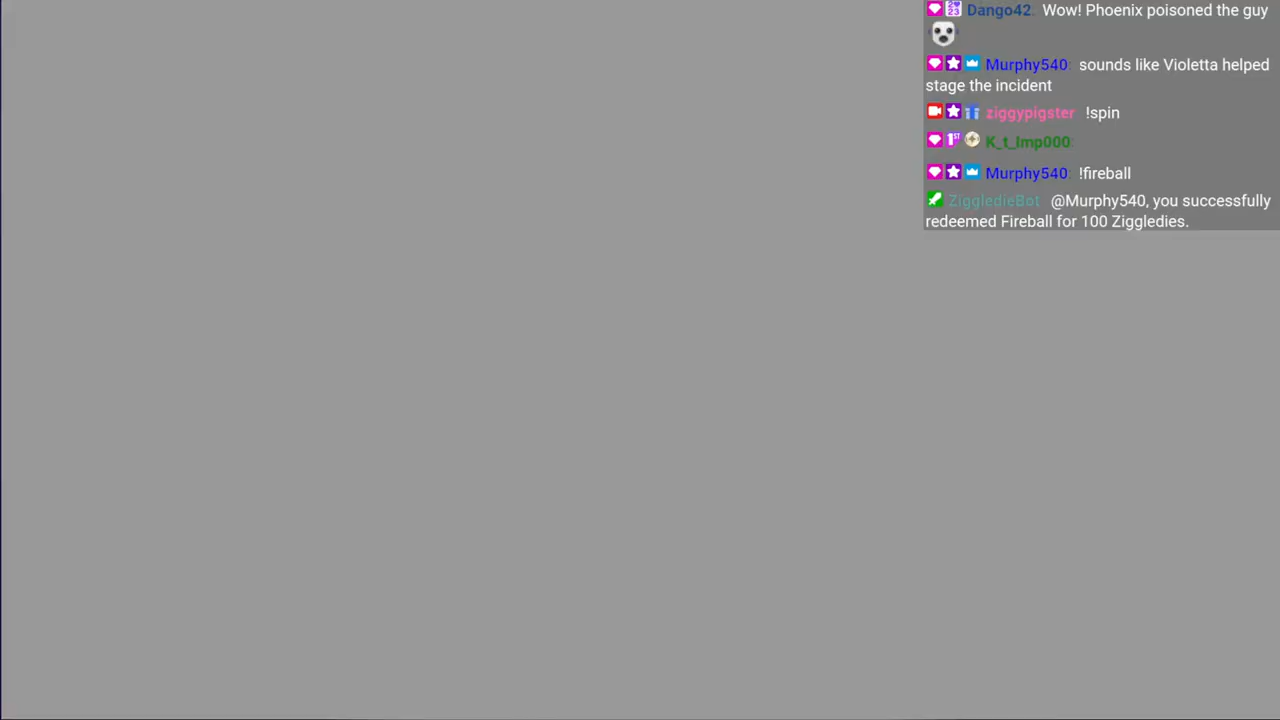 Dango42: Wow! Phoenix poisoned the guy
Murphy540: sounds like Violetta helped
stage the incident
ziggypigster !spin
1ST K_t_Imp000:
Murphy540: !fireball
ZiggledieBot @Murphy540, you successfully
redeemed Fireball for 100 Ziggledies.